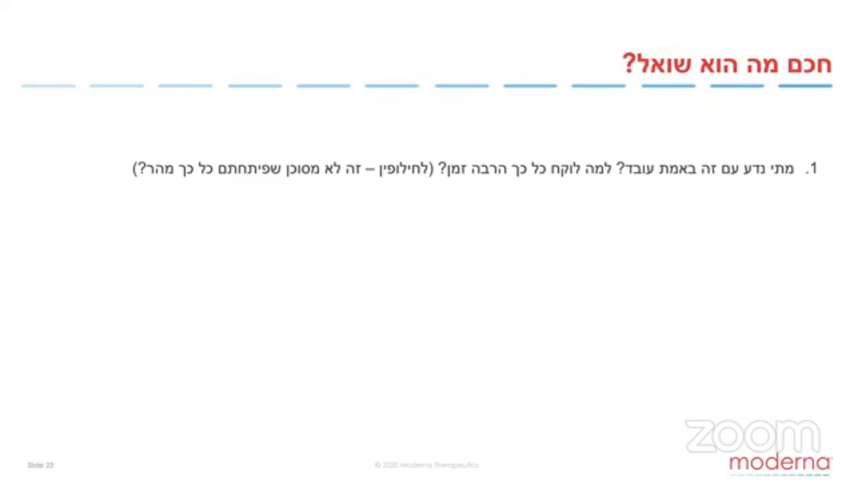 חכם מה הוא שואל?
1. מתי נדע עם זה באמת עובד? למה לוקח כל כך הרבה זמן? (לחילופין – זה לא מסוכן שפיתחתם כל כך מהר?)
zoom
moderna
Slide 23
© 2020 Moderna Therapeutics